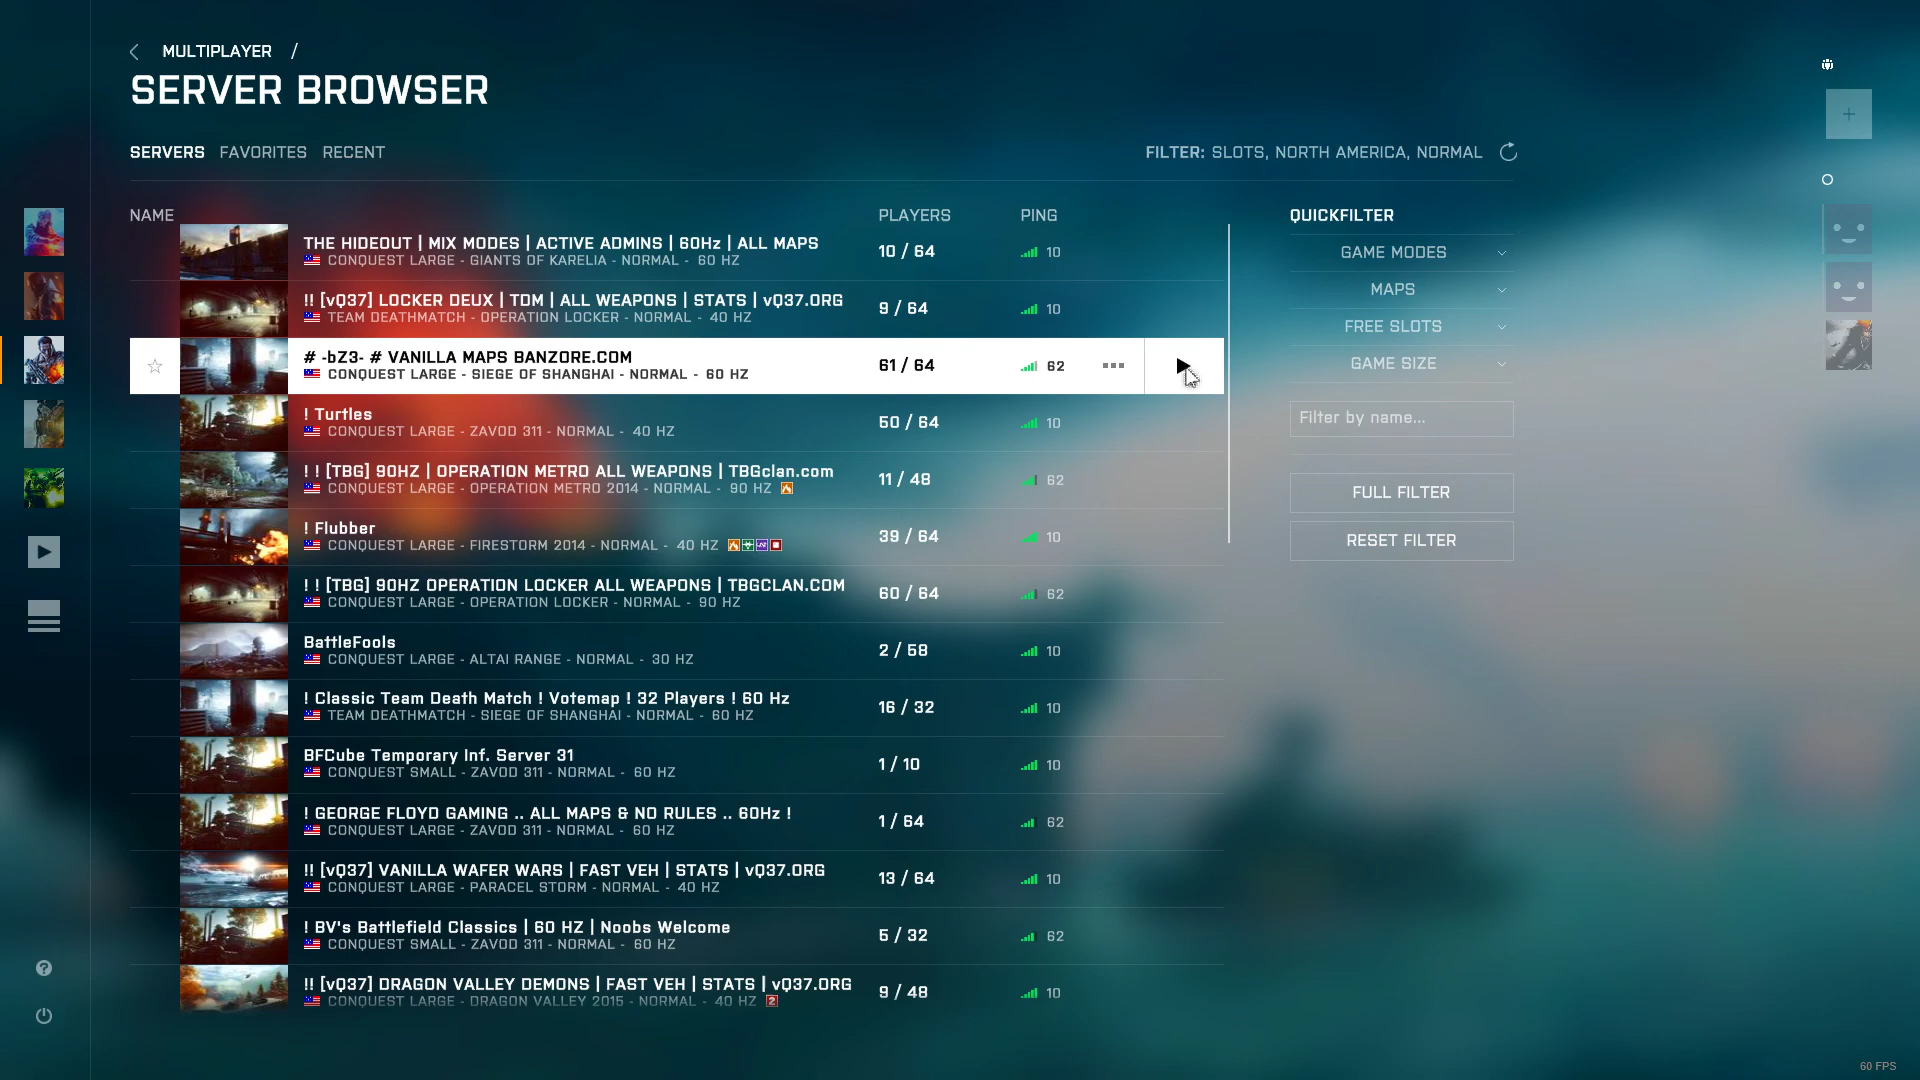 MULTIPLAYER /
SERVER BROWSER
SERVERS FAVORITES RECENT
FILTER: SLOTS, NORTH AMERICA, NORMAL
NAME PLAYERS PING
THE HIDEOUT | MIX MODES | ACTIVE ADMINS | 60Hz | ALL MAPS
CONQUEST LARGE - GIANTS OF KARELIA - NORMAL - 60 HZ
10 / 64 10
!! [vQ37] LOCKER DEUX | TDM | ALL WEAPONS | STATS | vQ37.ORG
TEAM DEATHMATCH - OPERATION LOCKER - NORMAL - 40 HZ
9 / 64 10
# -bZ3- # VANILLA MAPS BANZORE.COM
CONQUEST LARGE - SIEGE OF SHANGHAI - NORMAL - 60 HZ
61 / 64 62
! Turtles
CONQUEST LARGE - ZAVOD 311 - NORMAL - 40 HZ
50 / 64 10
! ! [TBG] 90HZ | OPERATION METRO ALL WEAPONS | TBGclan.com
CONQUEST LARGE - OPERATION METRO 2014 - NORMAL - 90 HZ
11 / 48 62
! Flubber
CONQUEST LARGE - FIRESTORM 2014 - NORMAL - 40 HZ
39 / 64 10
! ! [TBG] 90HZ OPERATION LOCKER ALL WEAPONS | TBGCLAN.COM
CONQUEST LARGE - OPERATION LOCKER - NORMAL - 90 HZ
60 / 64 62
BattleFools
CONQUEST LARGE - ALTAI RANGE - NORMAL - 30 HZ
2 / 58 10
! Classic Team Death Match ! Votemap ! 32 Players ! 60 Hz
TEAM DEATHMATCH - SIEGE OF SHANGHAI - NORMAL - 60 HZ
16 / 32 10
BFCube Temporary Inf. Server 31
CONQUEST SMALL - ZAVOD 311 - NORMAL - 60 HZ
1 / 10 10
! GEORGE FLOYD GAMING .. ALL MAPS & NO RULES .. 60Hz !
CONQUEST LARGE - ZAVOD 311 - NORMAL - 60 HZ
1 / 64 62
!! [vQ37] VANILLA WAFER WARS | FAST VEH | STATS | vQ37.ORG
CONQUEST LARGE - PARACEL STORM - NORMAL - 40 HZ
13 / 64 10
! BV's Battlefield Classics | 60 HZ | Noobs Welcome
CONQUEST SMALL - ZAVOD 311 - NORMAL - 60 HZ
5 / 32 62
!! [vQ37] DRAGON VALLEY DEMONS | FAST VEH | STATS | vQ37.ORG
CONQUEST LARGE - DRAGON VALLEY 2015 - NORMAL - 40 HZ 2
9 / 48 10
QUICKFILTER
GAME MODES
MAPS
FREE SLOTS
GAME SIZE
Filter by name...
FULL FILTER
RESET FILTER
60 FPS